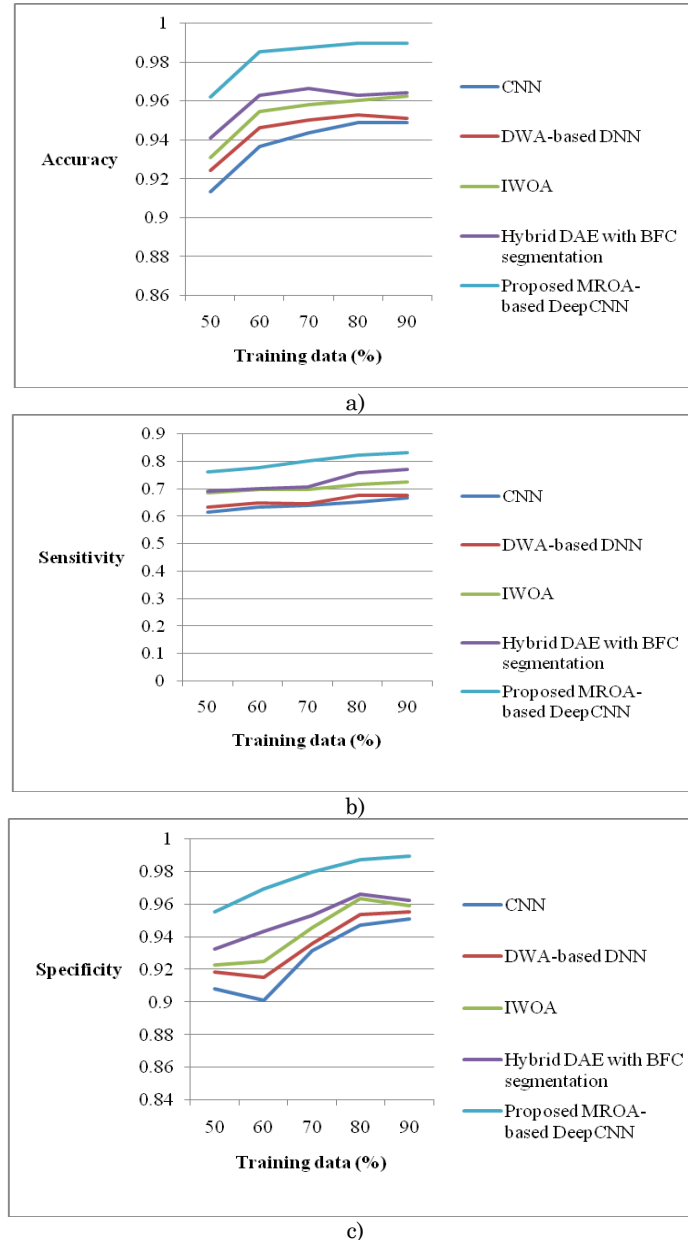 1
0.98
0.96
0.94
0.92
0.9
0.88
0.86
Accuracy
50 60 70 80 90
Training data (%)
CNN
DWA-based DNN
IWOA
Hybrid DAE with BFC
segmentation
Proposed MROA-
based DeepCNN
a)
0.9
0.8
0.7
0.6
0.5
0.4
0.3
0.2
0.1
0
Sensitivity
50 60 70 80 90
Training data (%)
CNN
DWA-based DNN
IWOA
Hybrid DAE with BFC
segmentation
Proposed MROA-
based DeepCNN
b)
1
0.98
0.96
0.94
0.92
0.9
0.88
0.86
0.84
Specificity
50 60 70 80 90
Training data (%)
CNN
DWA-based DNN
IWOA
Hybrid DAE with BFC
segmentation
Proposed MROA-
based DeepCNN
c)